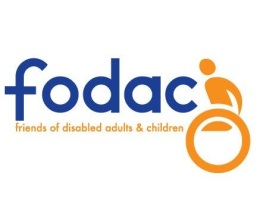 fodac
friends of disabled adults & children